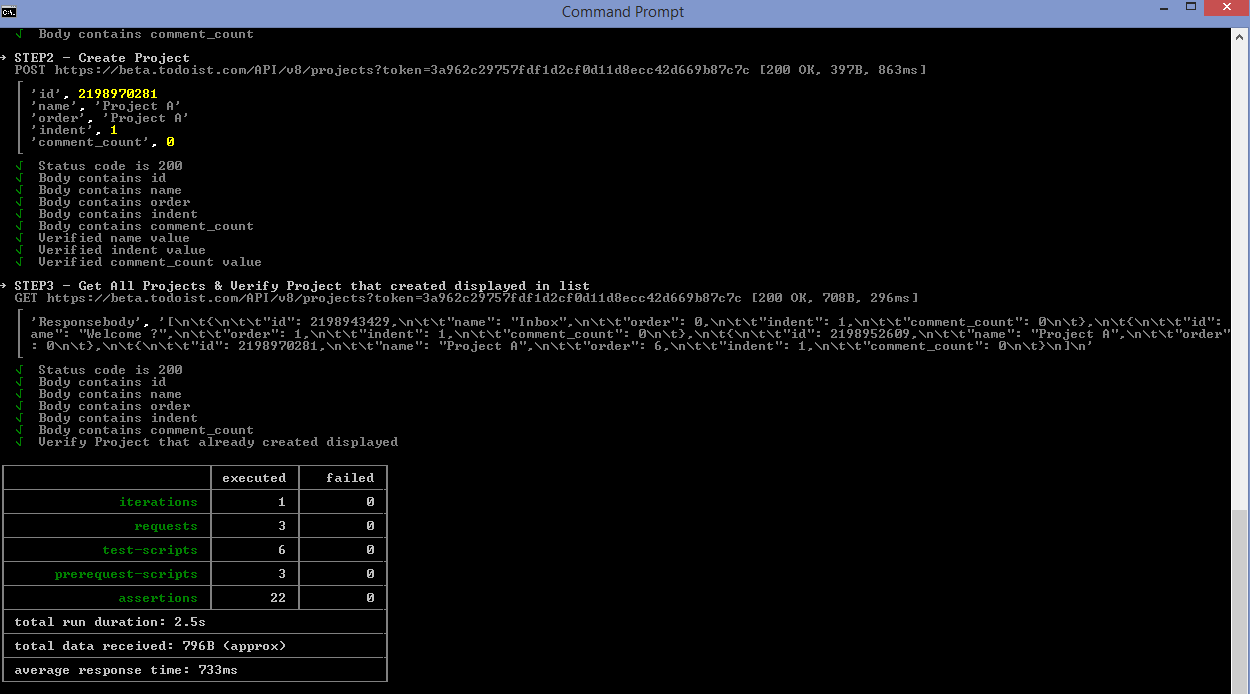 Command Prompt
√ Body contains comment_count
→ STEP2 - Create Project
POST https://beta.todoist.com/API/v8/projects?token=3a962c29757fdf1d2cf0d11d8ecc42d669b87c7c [200 OK, 397B, 863ms]
'id', 2198970281
'name', 'Project A'
'order', 'Project A'
'indent', 1
'comment_count', 0
√ Status code is 200
√ Body contains id
√ Body contains name
√ Body contains order
√ Body contains indent
√ Body contains comment_count
√ Verified name value
√ Verified indent value
√ Verified comment_count value
→ STEP3 - Get All Projects & Verify Project that created displayed in list
GET https://beta.todoist.com/API/v8/projects?token=3a962c29757fdf1d2cf0d11d8ecc42d669b87c7c [200 OK, 708B, 296ms]
'Responsebody', '[\n\t{\n\t\t"id": 2198943429,\n\t\t"name": "Inbox",\n\t\t"order": 0,\n\t\t"indent": 1,\n\t\t"comment_count": 0\n\t},\n\t{\n\t\t"id":
ame": "Welcome ?",\n\t\t"order": 1,\n\t\t"indent": 1,\n\t\t"comment_count": 0\n\t},\n\t{\n\t\t"id": 2198952609,\n\t\t"name": "Project A",\n\t\t"order"
: 0\n\t},\n\t{\n\t\t"id": 2198970281,\n\t\t"name": "Project A",\n\t\t"order": 6,\n\t\t"indent": 1,\n\t\t"comment_count": 0\n\t}\n]\n'
√ Status code is 200
√ Body contains id
√ Body contains name
√ Body contains order
√ Body contains indent
√ Body contains comment_count
√ Verify Project that already created displayed
executed failed
iterations 1 0
requests 3 0
test-scripts 6 0
prerequest-scripts 3 0
assertions 22 0
total run duration: 2.5s
total data received: 796B (approx)
average response time: 733ms